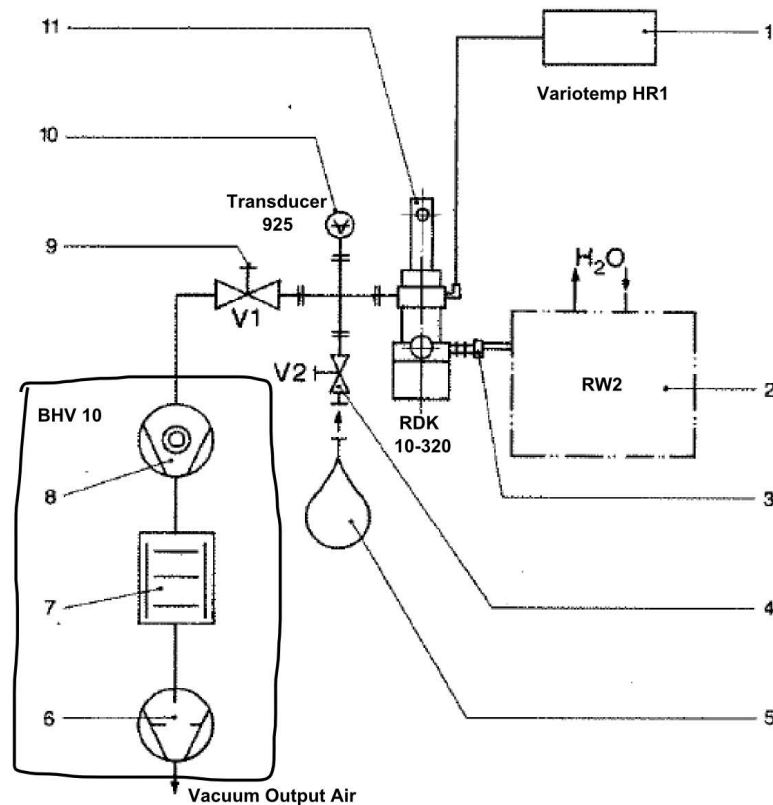 11
1
Variotemp HR1
10
Transducer
925
9
H₂O
V1
V2
RW2
2
BHV 10
RDK
10-320
8
3
7
4
6
5
Vacuum Output Air